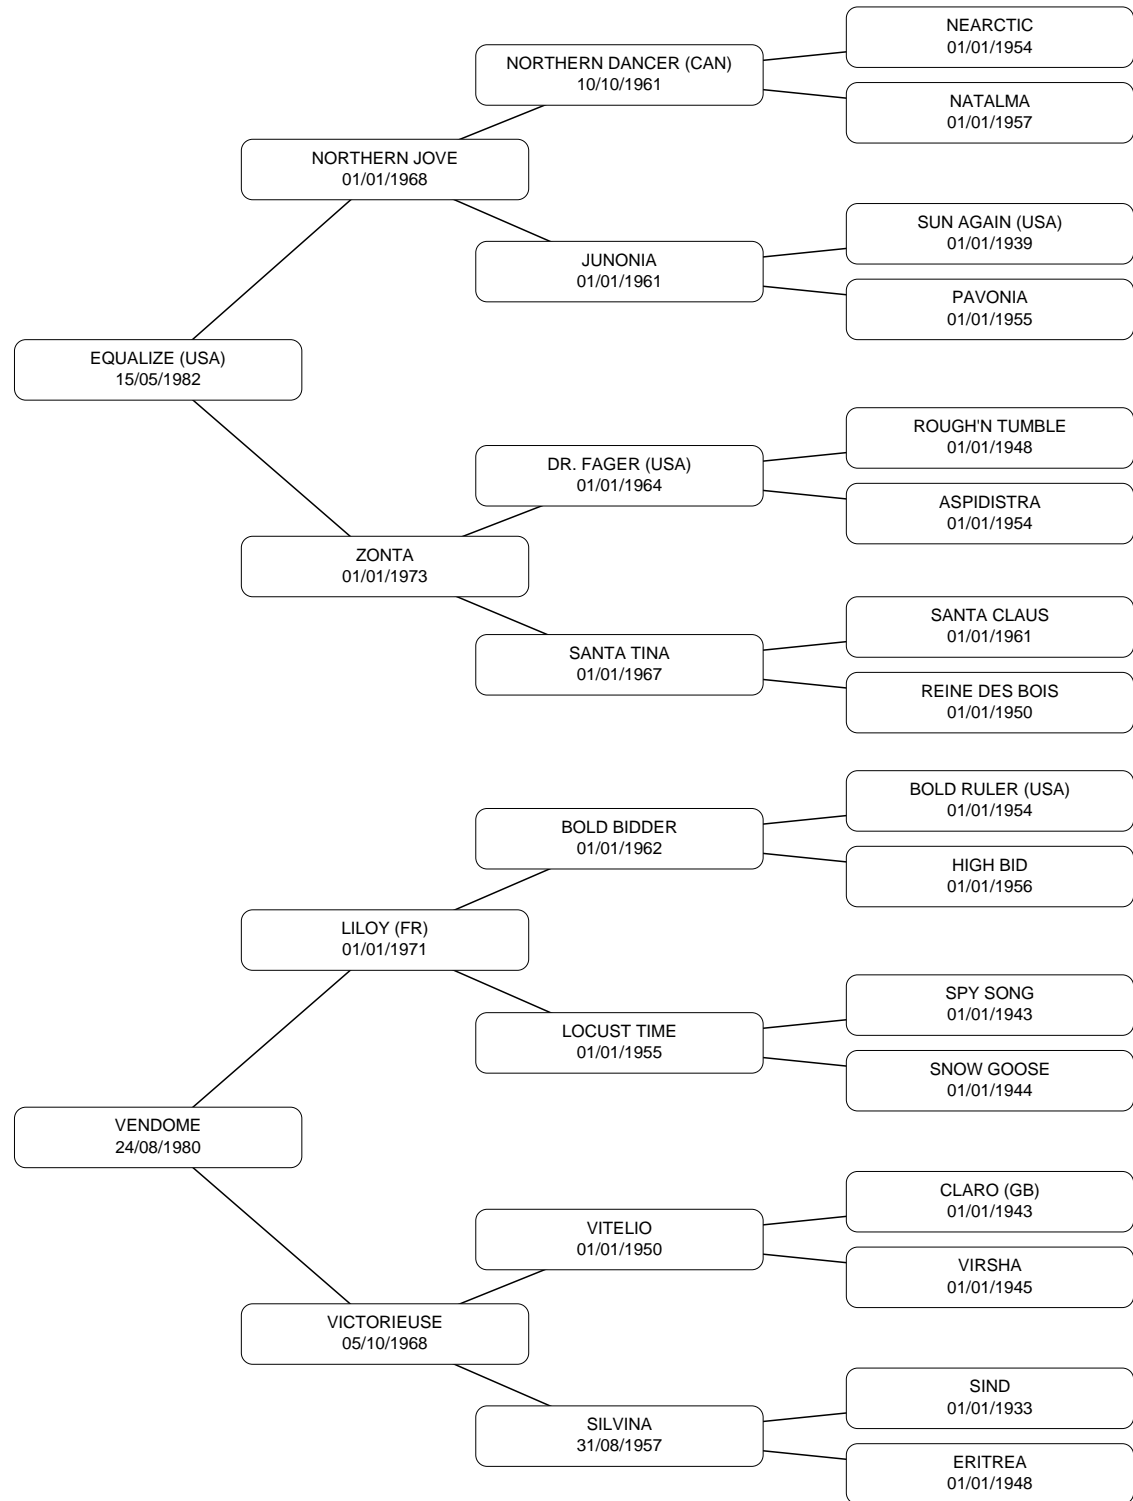 NEARCTIC
01/01/1954
NORTHERN DANCER (CAN)
10/10/1961
NATALMA
01/01/1957
NORTHERN JOVE
01/01/1968
SUN AGAIN (USA)
01/01/1939
JUNONIA
01/01/1961
PAVONIA
01/01/1955
EQUALIZE (USA)
15/05/1982
ROUGH'N TUMBLE
01/01/1948
DR. FAGER (USA)
01/01/1964
ASPIDISTRA
01/01/1954
ZONTA
01/01/1973
SANTA CLAUS
01/01/1961
SANTA TINA
01/01/1967
REINE DES BOIS
01/01/1950
BOLD RULER (USA)
01/01/1954
BOLD BIDDER
01/01/1962
HIGH BID
01/01/1956
LILOY (FR)
01/01/1971
SPY SONG
01/01/1943
LOCUST TIME
01/01/1955
SNOW GOOSE
01/01/1944
VENDOME
24/08/1980
CLARO (GB)
01/01/1943
VITELIO
01/01/1950
VIRSHA
01/01/1945
VICTORIEUSE
05/10/1968
SIND
01/01/1933
SILVINA
31/08/1957
ERITREA
01/01/1948